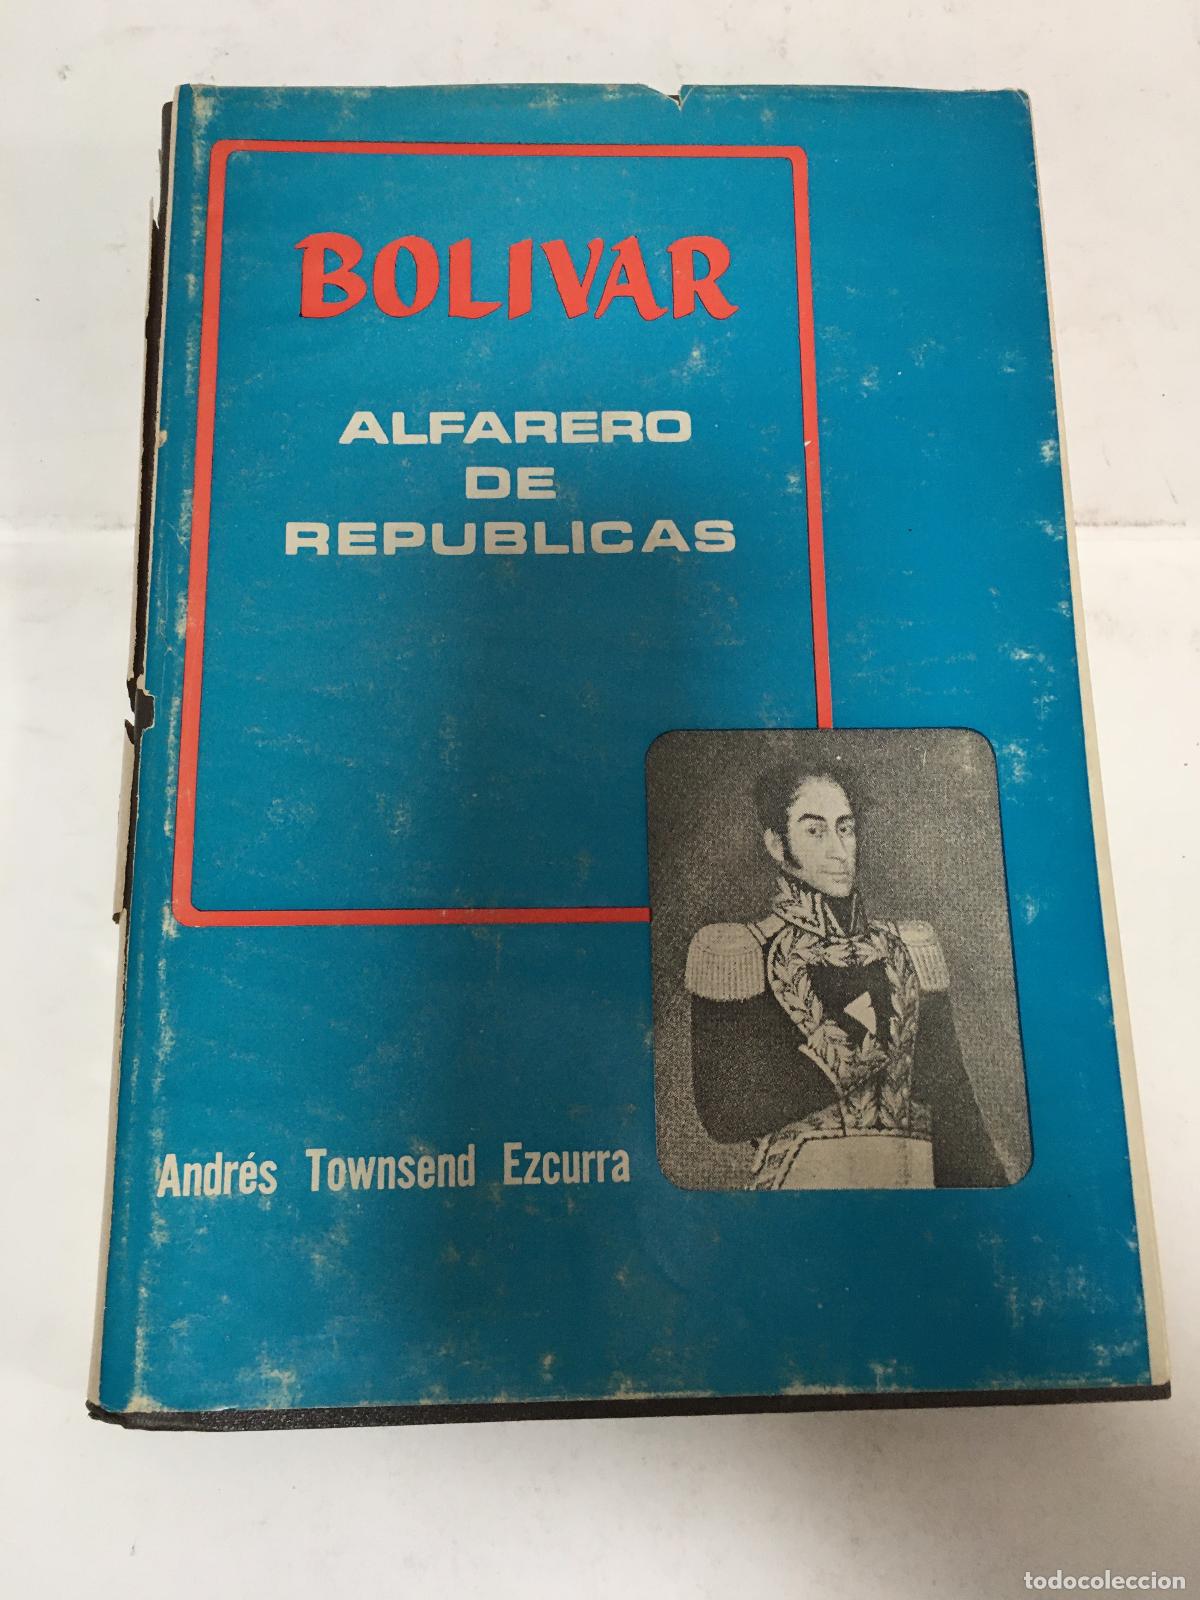 BOLIVAR
ALFARERO
DE
REPUBLICAS
Andrés Townsend Ezcurra
todocoleccion